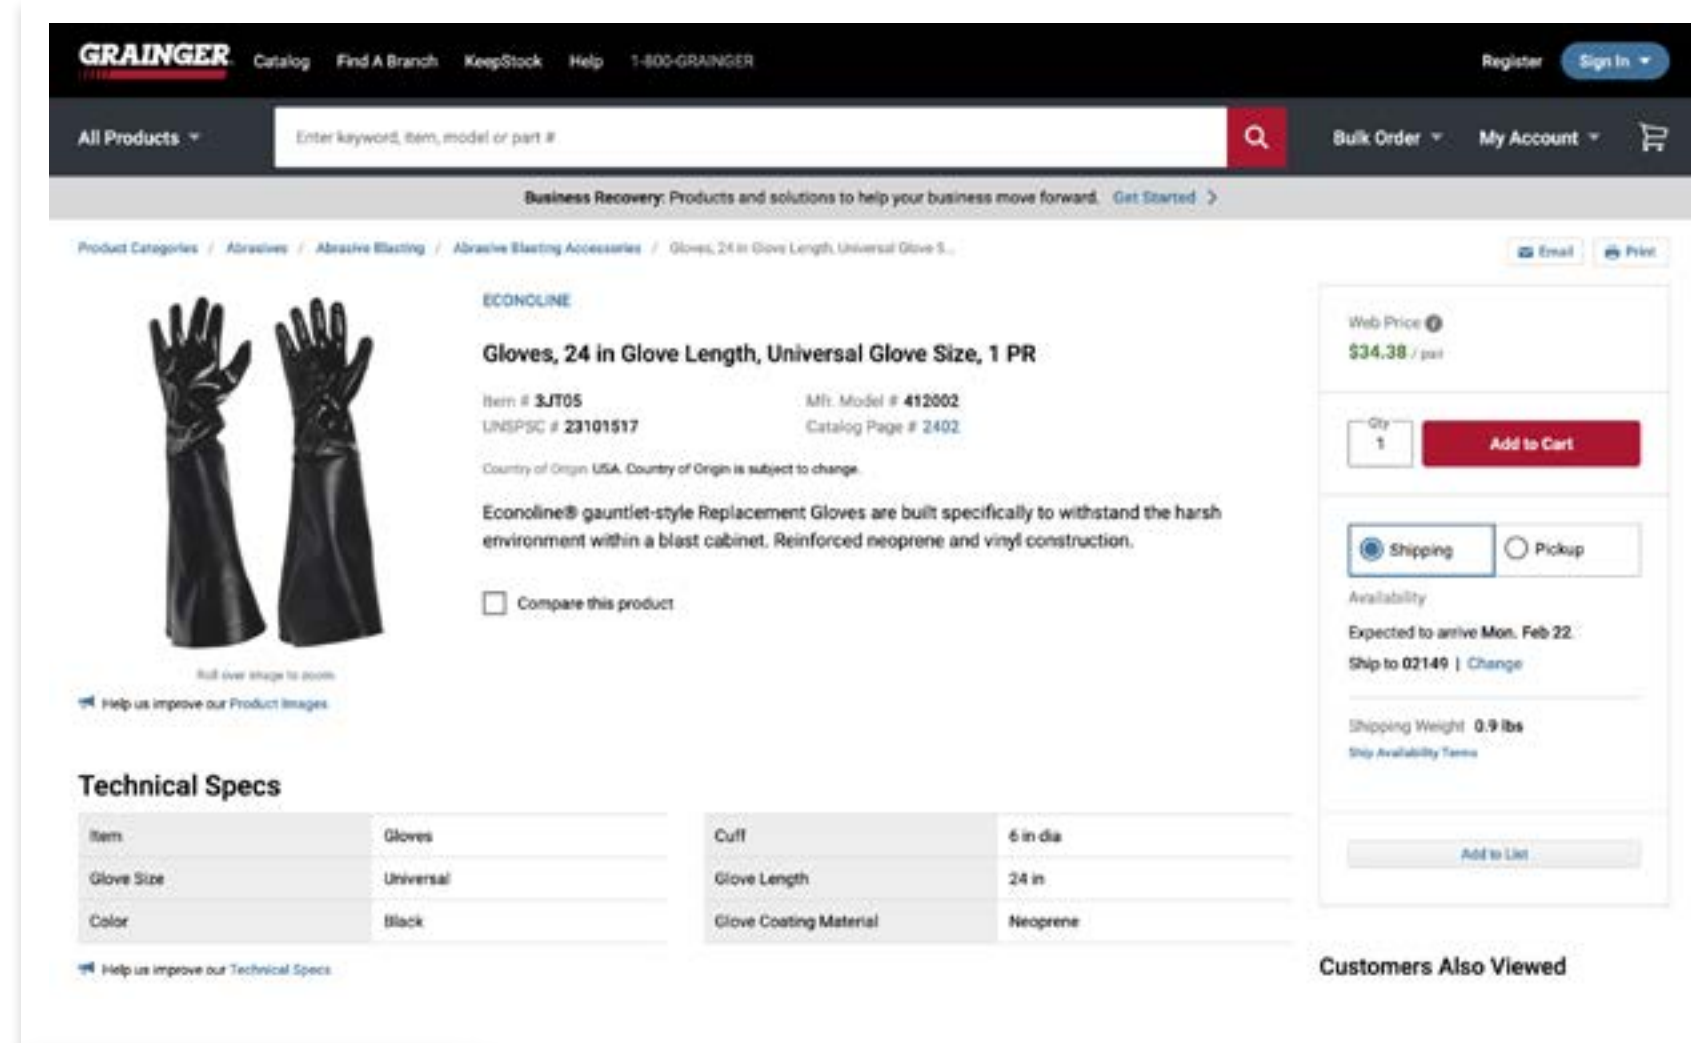 GRAINGER Catalog Find A Branch KeepStock Help 1-800-GRAINGER Register Sign In
All Products Enter keyword, item, model or part # Bulk Order My Account
Business Recovery: Products and solutions to help your business move forward. Get Started
Product Categories / Abrasives / Abrasive Blasting / Abrasive Blasting Accessories / Gloves, 24 in Glove Length, Universal Glove S...
Email Print
ECONOLINE
Gloves, 24 in Glove Length, Universal Glove Size, 1 PR
Item # 3JT05 Mfr. Model # 412002
UNSPSC # 23101517 Catalog Page # 2402
Country of Origin USA. Country of Origin is subject to change.
Econoline® gauntlet-style Replacement Gloves are built specifically to withstand the harsh
environment within a blast cabinet. Reinforced neoprene and vinyl construction.
Compare this product
Roll over image to zoom
Help us improve our Product Images
Web Price
$34.38 / pair
Qty
1
Add to Cart
Shipping Pickup
Availability
Expected to arrive Mon. Feb 22.
Ship to 02149 | Change
Shipping Weight 0.9 lbs
Ship Availability Terms
Add to List
Technical Specs
Item Gloves Cuff 6 in dia
Glove Size Universal Glove Length 24 in
Color Black Glove Coating Material Neoprene
Help us improve our Technical Specs
Customers Also Viewed